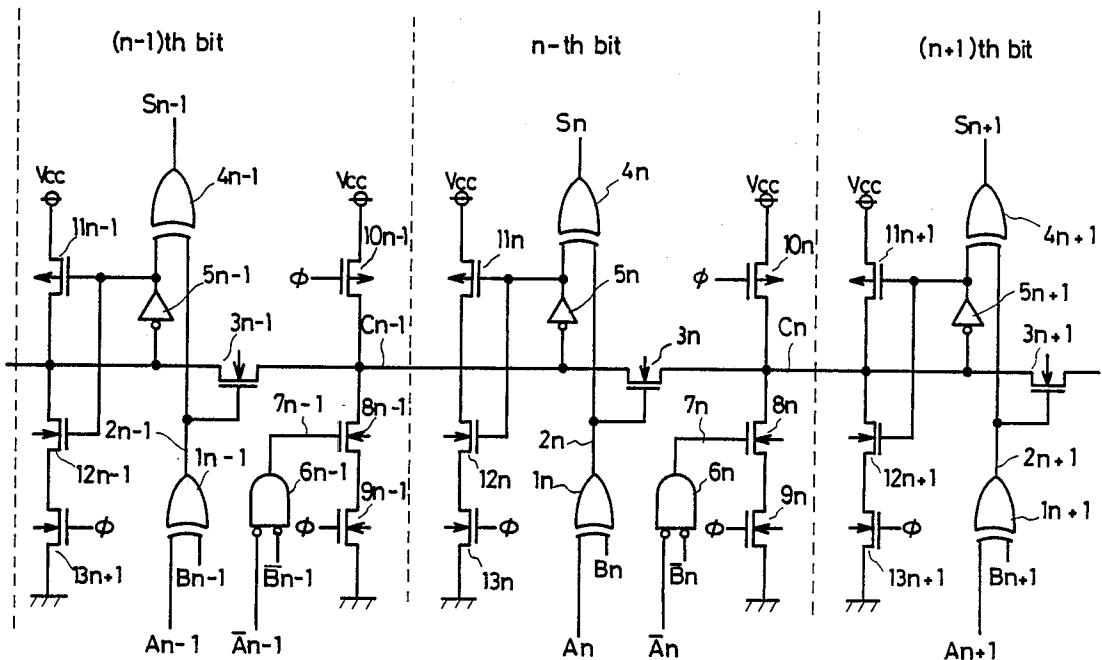 (n-1)th bit
n-th bit
(n+1)th bit
Sn-1
Sn
Sn+1
Vcc
4n-1
Vcc
Vcc
4n
Vcc
Vcc
4n+1
11n-1
10n-1
11n
10n
11n+1
5n-1
ϕ
5n
ϕ
5n+1
3n-1
Cn-1
3n
Cn
3n+1
7n-1
8n-1
7n
8n
2n-1
2n
2n+1
12n-1
1n-1
6n-1
9n-1
12n
1n
6n
9n
12n+1
1n+1
ϕ
ϕ
ϕ
ϕ
ϕ
13n+1
Bn-1
B̅n-1
13n
Bn
B̅n
13n+1
Bn+1
An-1
A̅n-1
An
A̅n
An+1